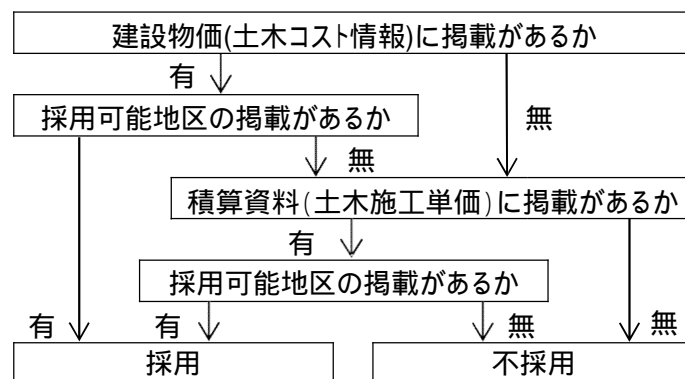 建設物価(土木コスト情報)に掲載があるか
有
採用可能地区の掲載があるか
無
無
積算資料(土木施工単価)に掲載があるか
有
採用可能地区の掲載があるか
有
有
無
無
採用
不採用